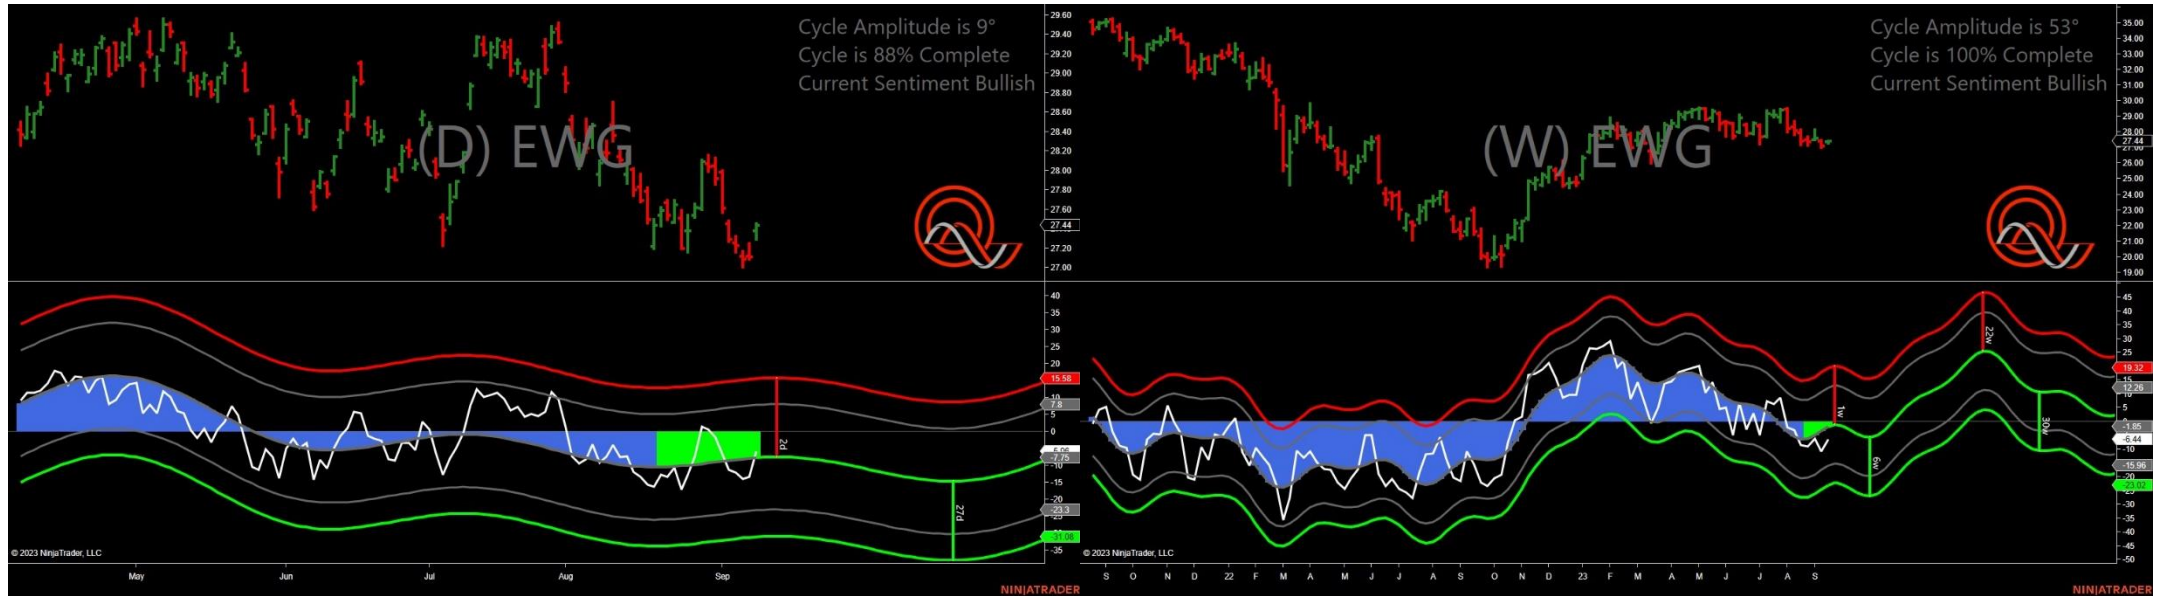 Cycle Amplitude is 9°
Cycle is 88% Complete
Current Sentiment Bullish
(D) EWG
29.60
29.40
29.20
29.00
28.80
28.60
28.40
28.20
28.00
27.80
27.60
27.44
27.20
27.00
40
35
30
25
20
15.58
10
7.8
5
0
-7.75
-10
-15
-20
-23.3
-31.08
-35
2d
27d
© 2023 NinjaTrader, LLC
May
Jun
Jul
Aug
Sep
NINJATRADER
Cycle Amplitude is 53°
Cycle is 100% Complete
Current Sentiment Bullish
(W) EWG
35.00
34.00
33.00
32.00
31.00
30.00
29.00
28.00
27.44
26.00
25.00
24.00
23.00
22.00
21.00
20.00
19.00
45
40
35
30
25
19.32
15
12.26
5
-1.85
-6.44
-10
-15.96
-23.02
-30
-35
-40
-45
-50
1w
6w
22w
30w
© 2023 NinjaTrader, LLC
S
O
N
D
22
F
M
A
M
J
J
A
S
O
N
D
23
F
M
A
M
J
J
A
S
NINJATRADER